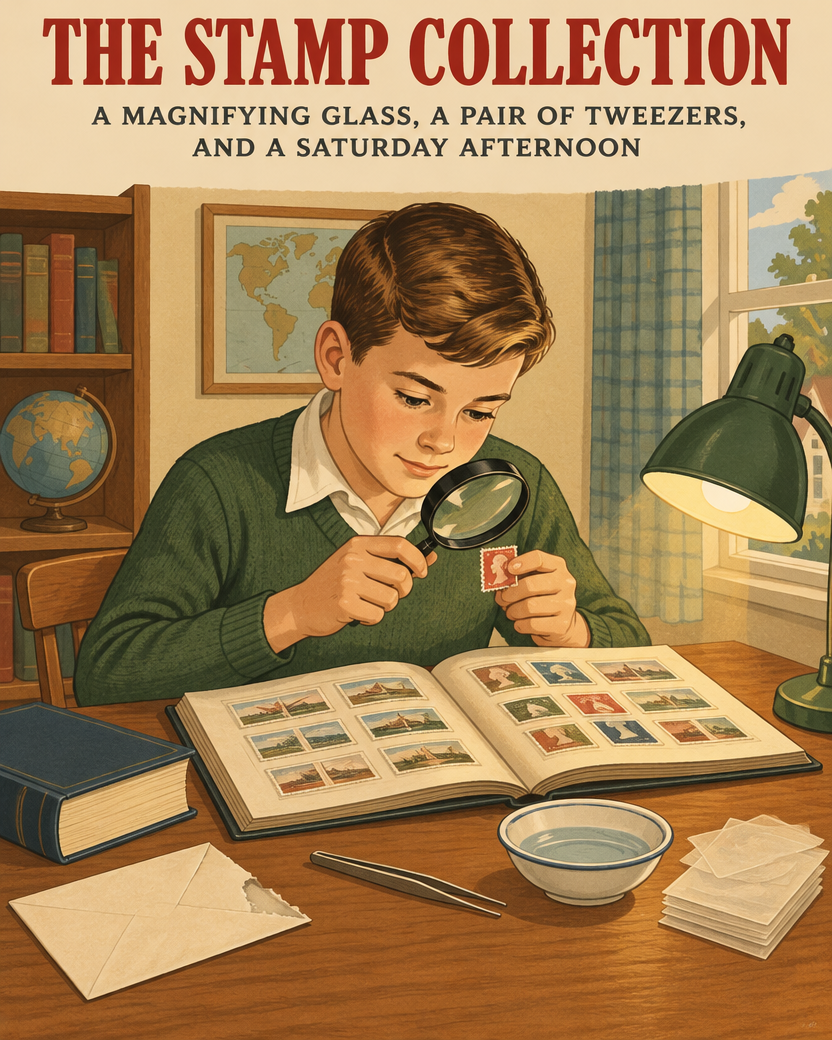 THE STAMP COLLECTION
A MAGNIFYING GLASS, A PAIR OF TWEEZERS,
AND A SATURDAY AFTERNOON